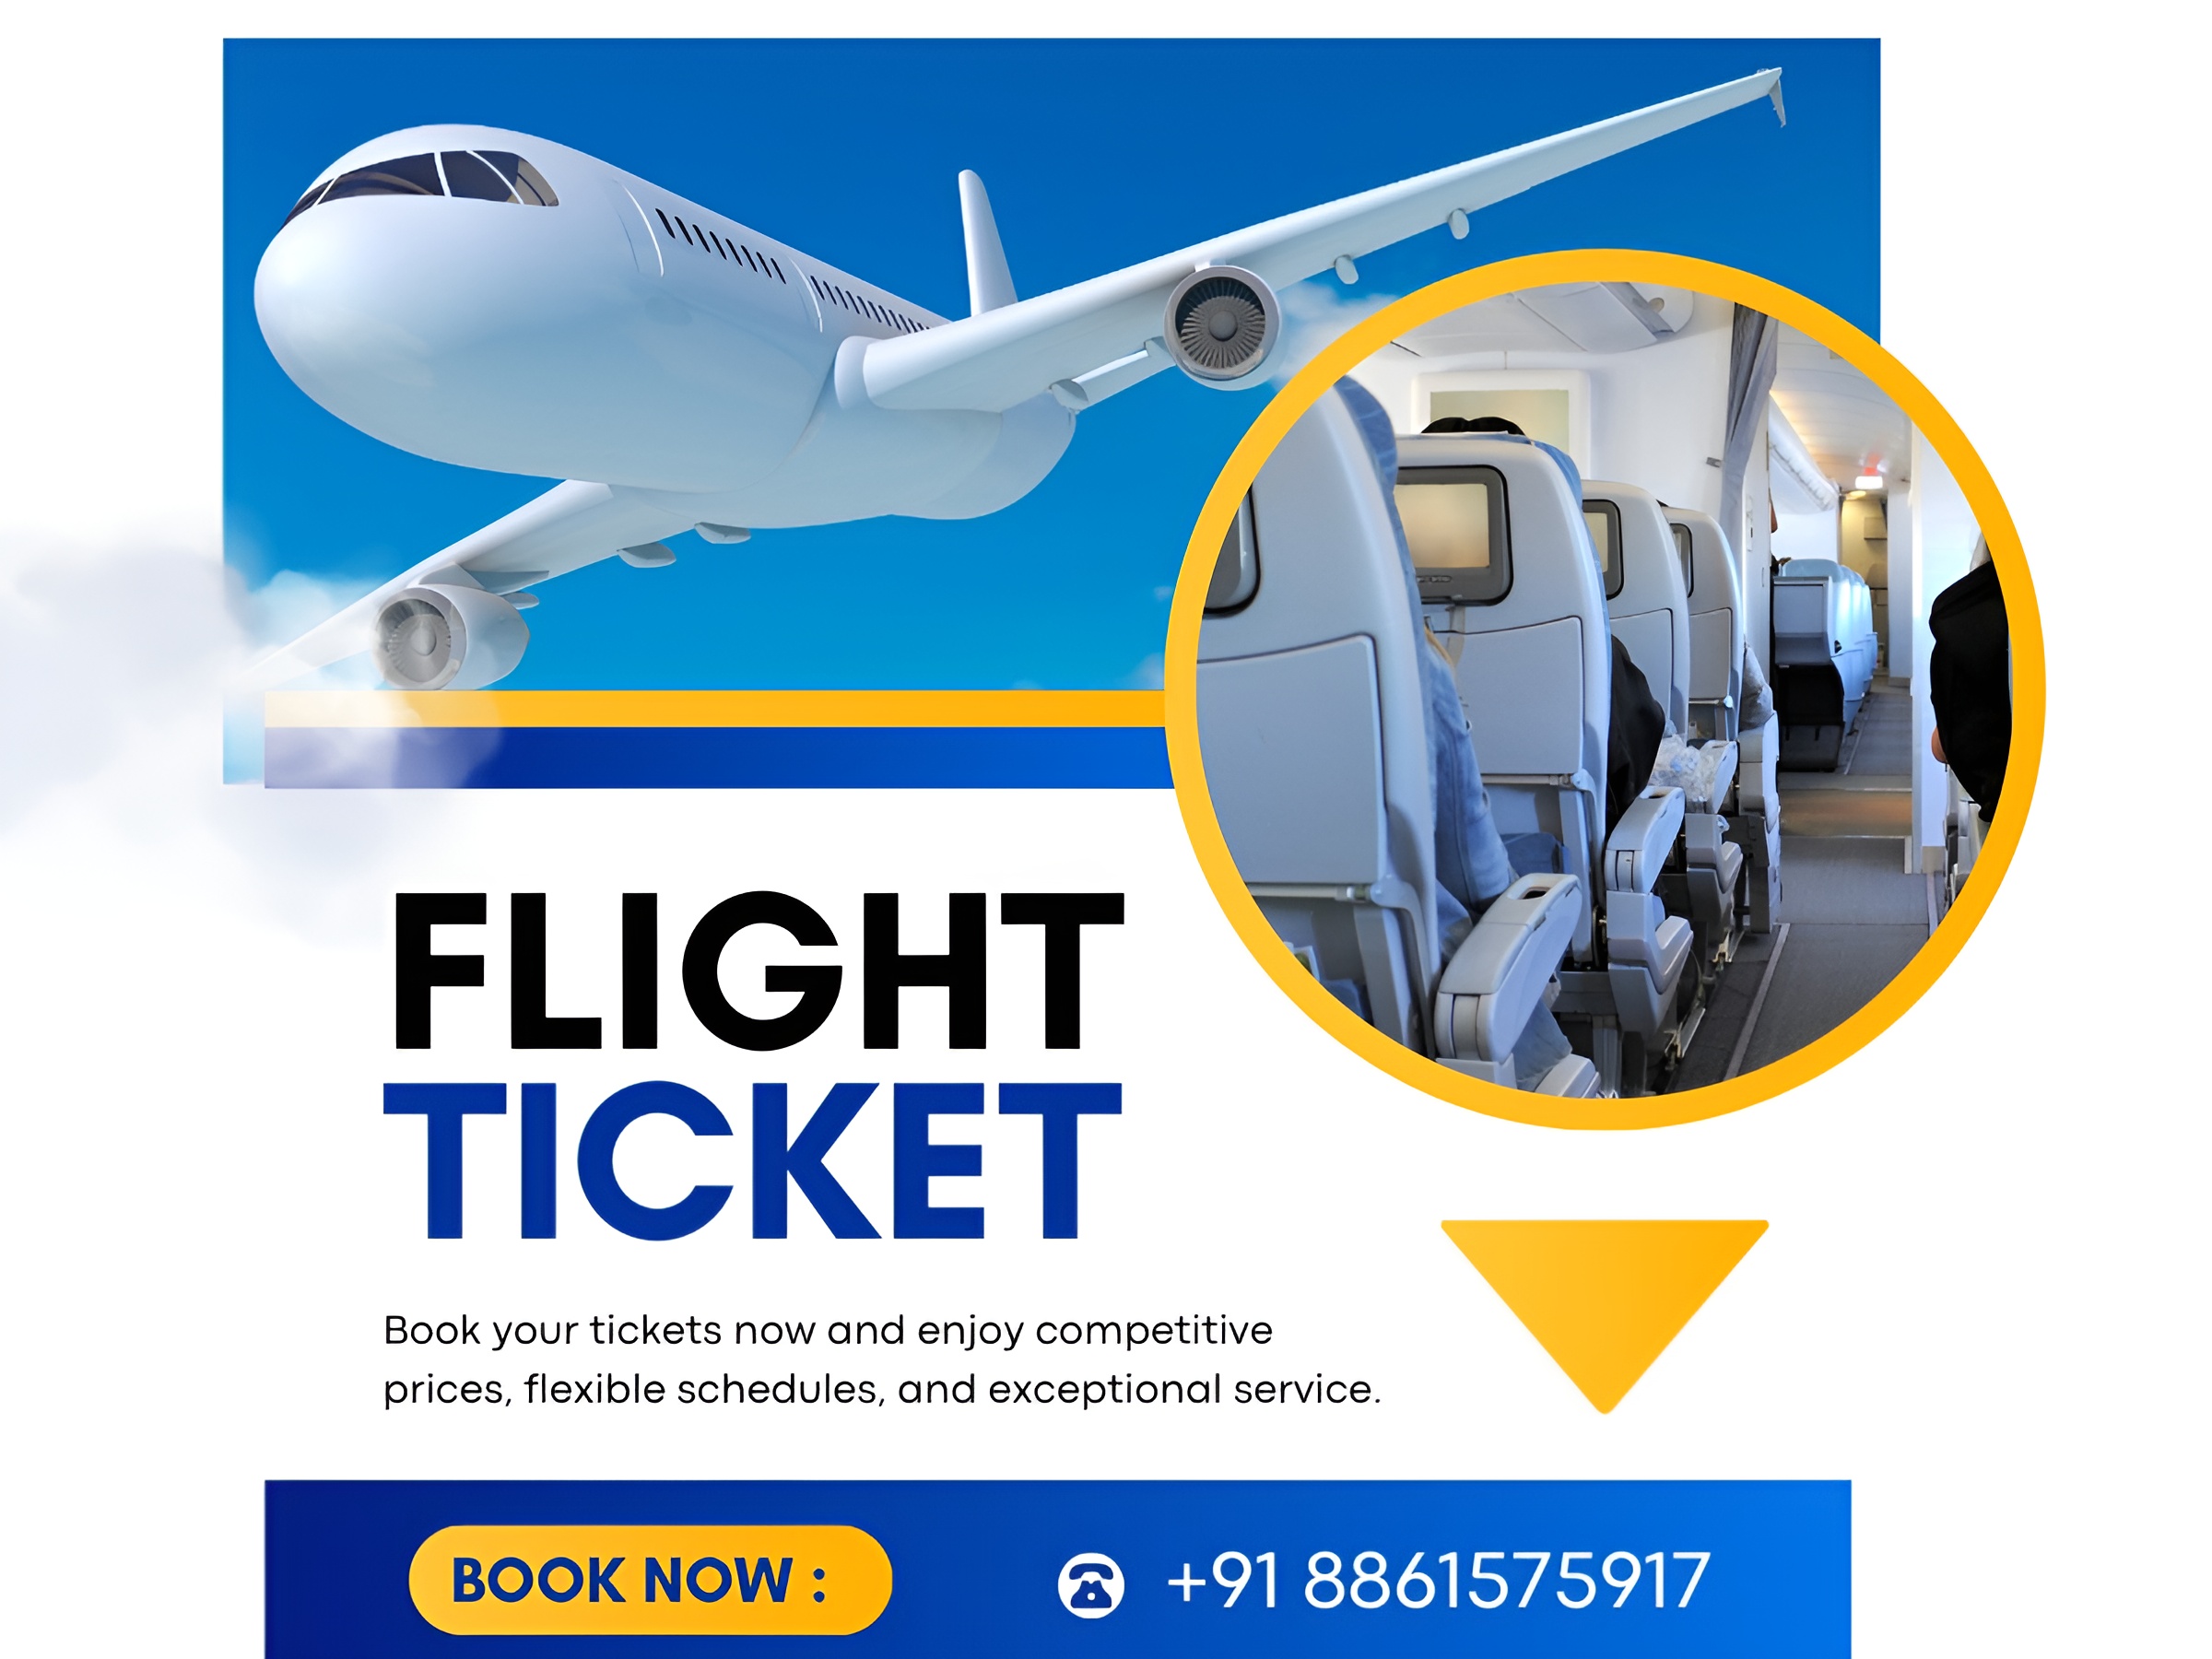 FLIGHT
TICKET
Book your tickets now and enjoy competitive
prices, flexible schedules, and exceptional service.
BOOK NOW :
+91 8861575917